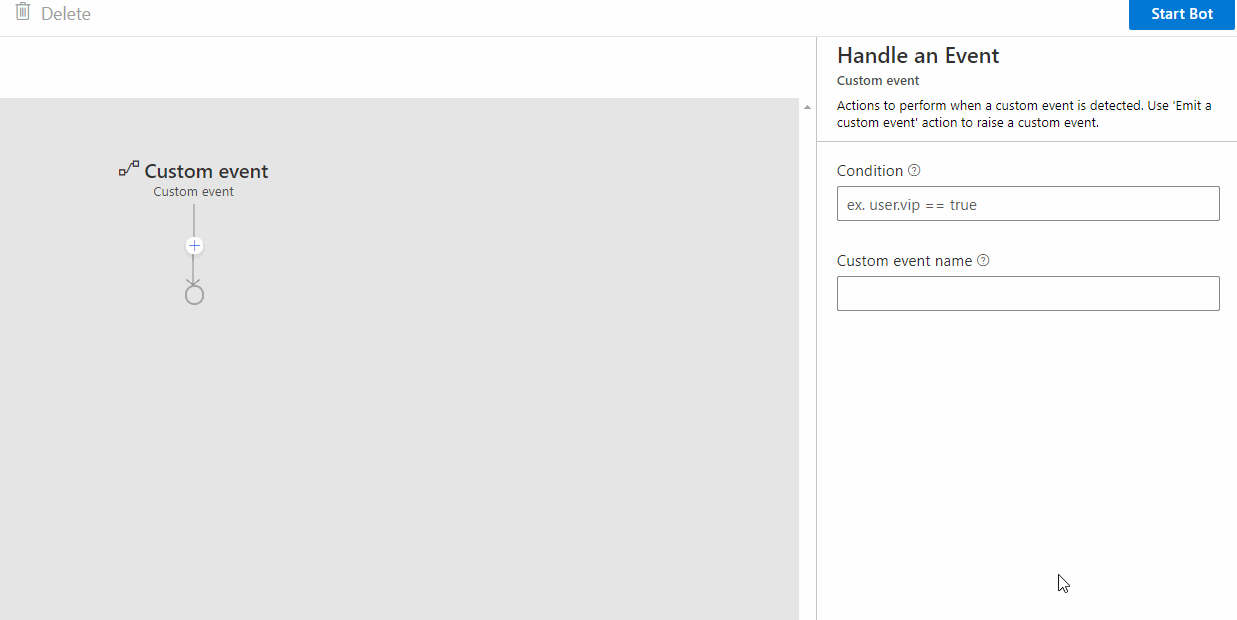 Delete
Start Bot
Handle an Event
Custom event
Actions to perform when a custom event is detected. Use 'Emit a
custom event' action to raise a custom event.
Custom event
Custom event
Condition
ex. user.vip == true
Custom event name